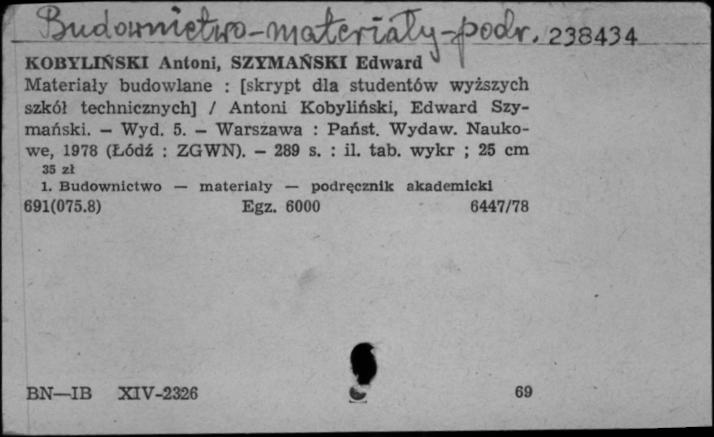 Budownictwo-materiały-podr. 238434
KOBYLIŃSKI Antoni, SZYMAŃSKI Edward
Materiały budowlane : [skrypt dla studentów wyższych
szkół technicznych] / Antoni Kobyliński, Edward Szy-
mański. — Wyd. 5. — Warszawa : Państ. Wydaw. Nauko-
we, 1978 (Łódź : ZGWN). — 289 s. : il. tab. wykr ; 25 cm
35 zł
1. Budownictwo — materiały — podręcznik akademicki
691(075.8) Egz. 6000 6447/78
BN—IB XIV-2326 69